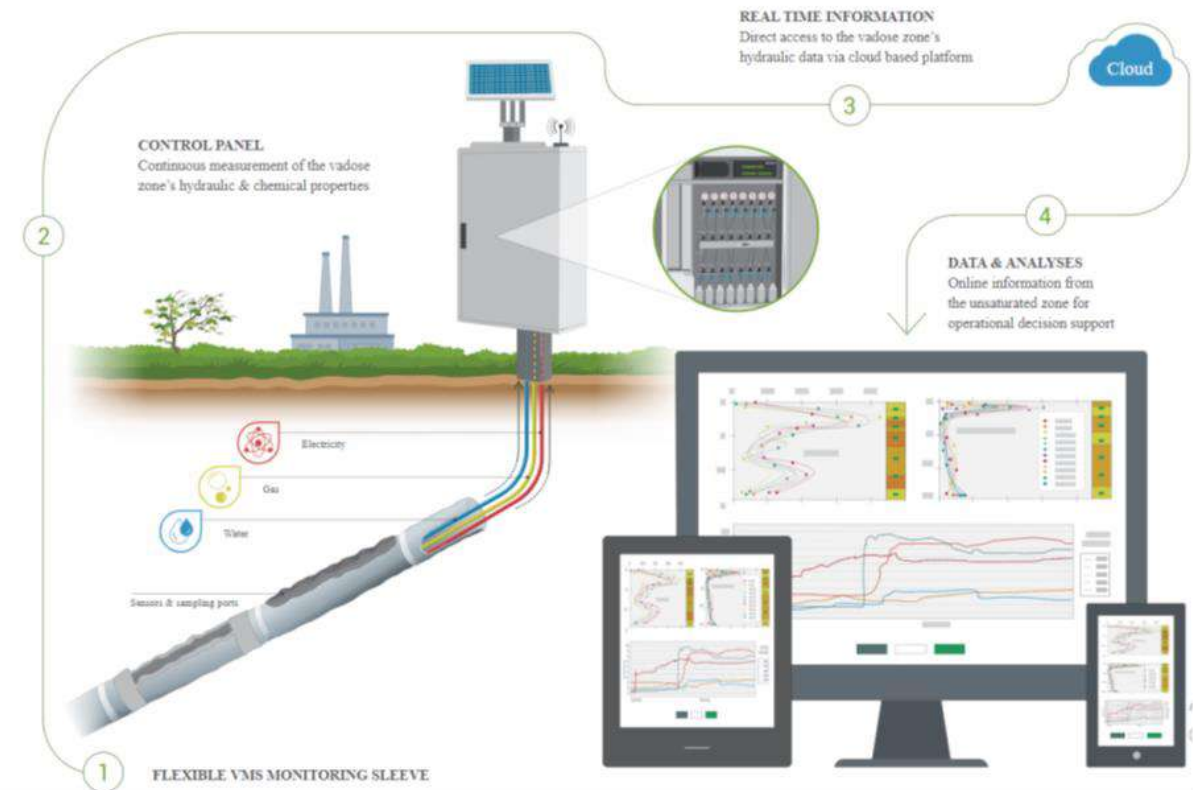 REAL TIME INFORMATION
Direct access to the vadose zone's
hydraulic data via cloud based platform
Cloud
3
CONTROL PANEL
Continuous measurement of the vadose
zone's hydraulic & chemical properties
2
4
DATA & ANALYSES
Online information from
the unsaturated zone for
operational decision support
Electricity
Gas
Water
Sensors & sampling ports
1
FLEXIBLE VMS MONITORING SLEEVE